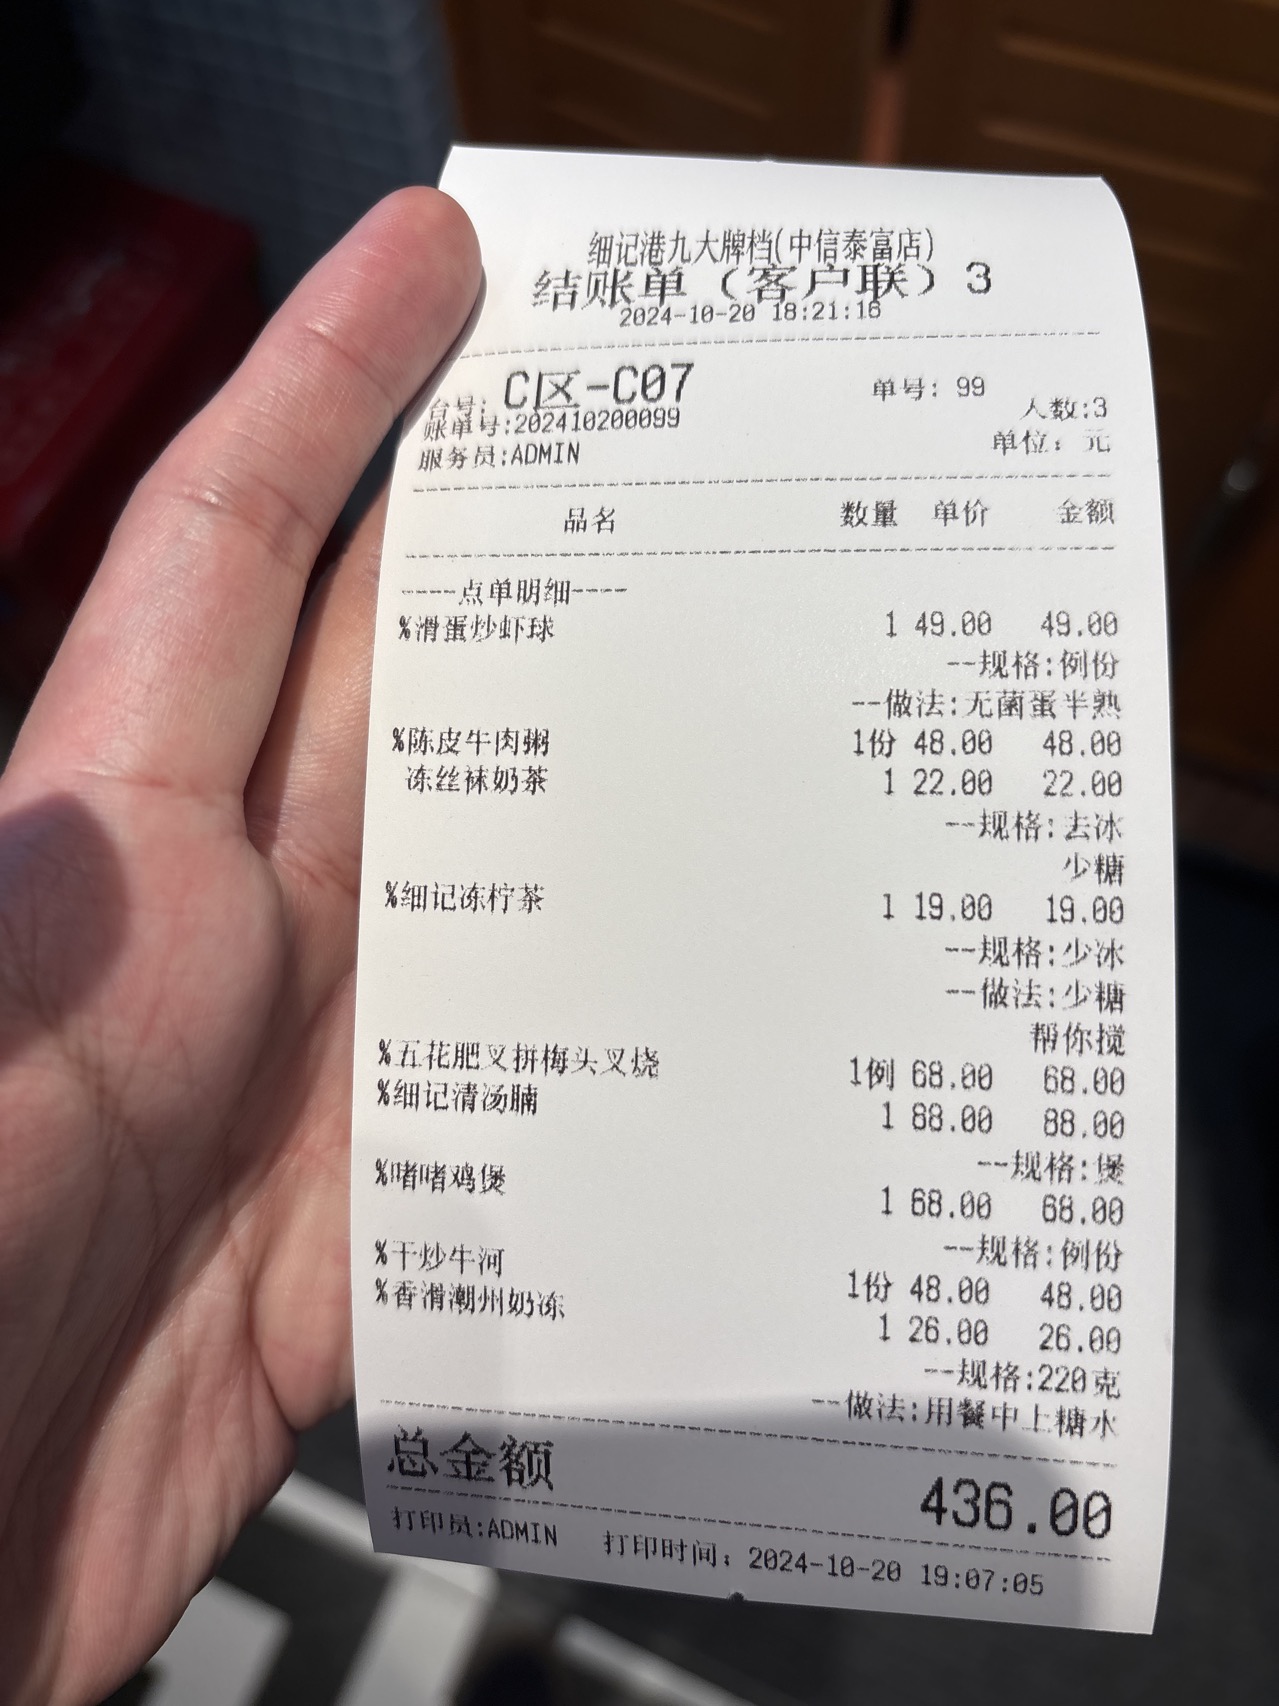 细记港九大牌档(中信泰富店)
结账单（客户联）3
2024-10-20 18:21:16
台号: C区-C07 单号: 99
账单号:202410200099 人数:3
服务员:ADMIN 单位: 元
品名 数量 单价 金额
----点单明细----
%滑蛋炒虾球 1 49.00 49.00
--规格:例份
--做法:无菌蛋半熟
%陈皮牛肉粥 1份 48.00 48.00
冻丝袜奶茶 1 22.00 22.00
--规格:去冰
少糖
%细记冻柠茶 1 19.00 19.00
--规格:少冰
--做法:少糖
帮你搅
%五花肥叉拼梅头叉烧 1例 68.00 68.00
%细记清汤腩 1 88.00 88.00
--规格:煲
%啫啫鸡煲 1 68.00 68.00
--规格:例份
%干炒牛河 1份 48.00 48.00
%香滑潮州奶冻 1 26.00 26.00
--规格:220克
--做法:用餐中上糖水
总金额 436.00
打印员:ADMIN 打印时间: 2024-10-20 19:07:05